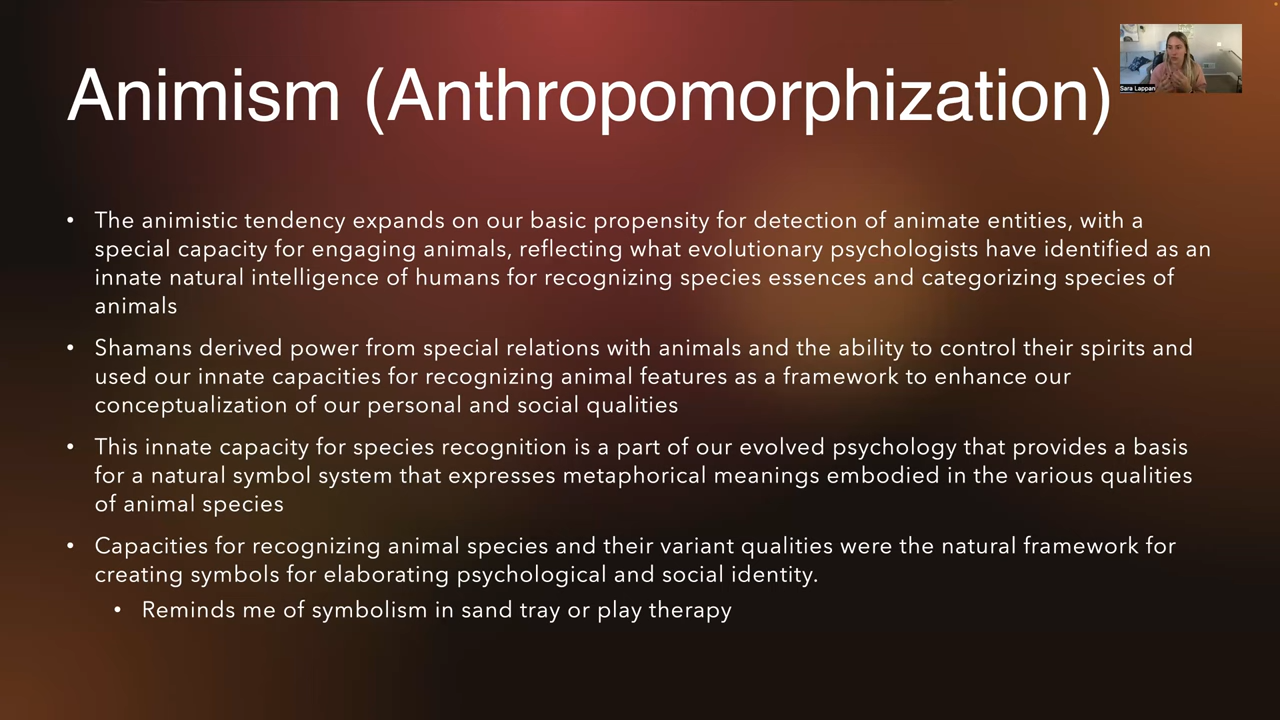 Animism (Anthropomorphization)
Sara Lappan
• The animistic tendency expands on our basic propensity for detection of animate entities, with a
special capacity for engaging animals, reflecting what evolutionary psychologists have identified as an
innate natural intelligence of humans for recognizing species essences and categorizing species of
animals
• Shamans derived power from special relations with animals and the ability to control their spirits and
used our innate capacities for recognizing animal features as a framework to enhance our
conceptualization of our personal and social qualities
• This innate capacity for species recognition is a part of our evolved psychology that provides a basis
for a natural symbol system that expresses metaphorical meanings embodied in the various qualities
of animal species
• Capacities for recognizing animal species and their variant qualities were the natural framework for
creating symbols for elaborating psychological and social identity.
• Reminds me of symbolism in sand tray or play therapy